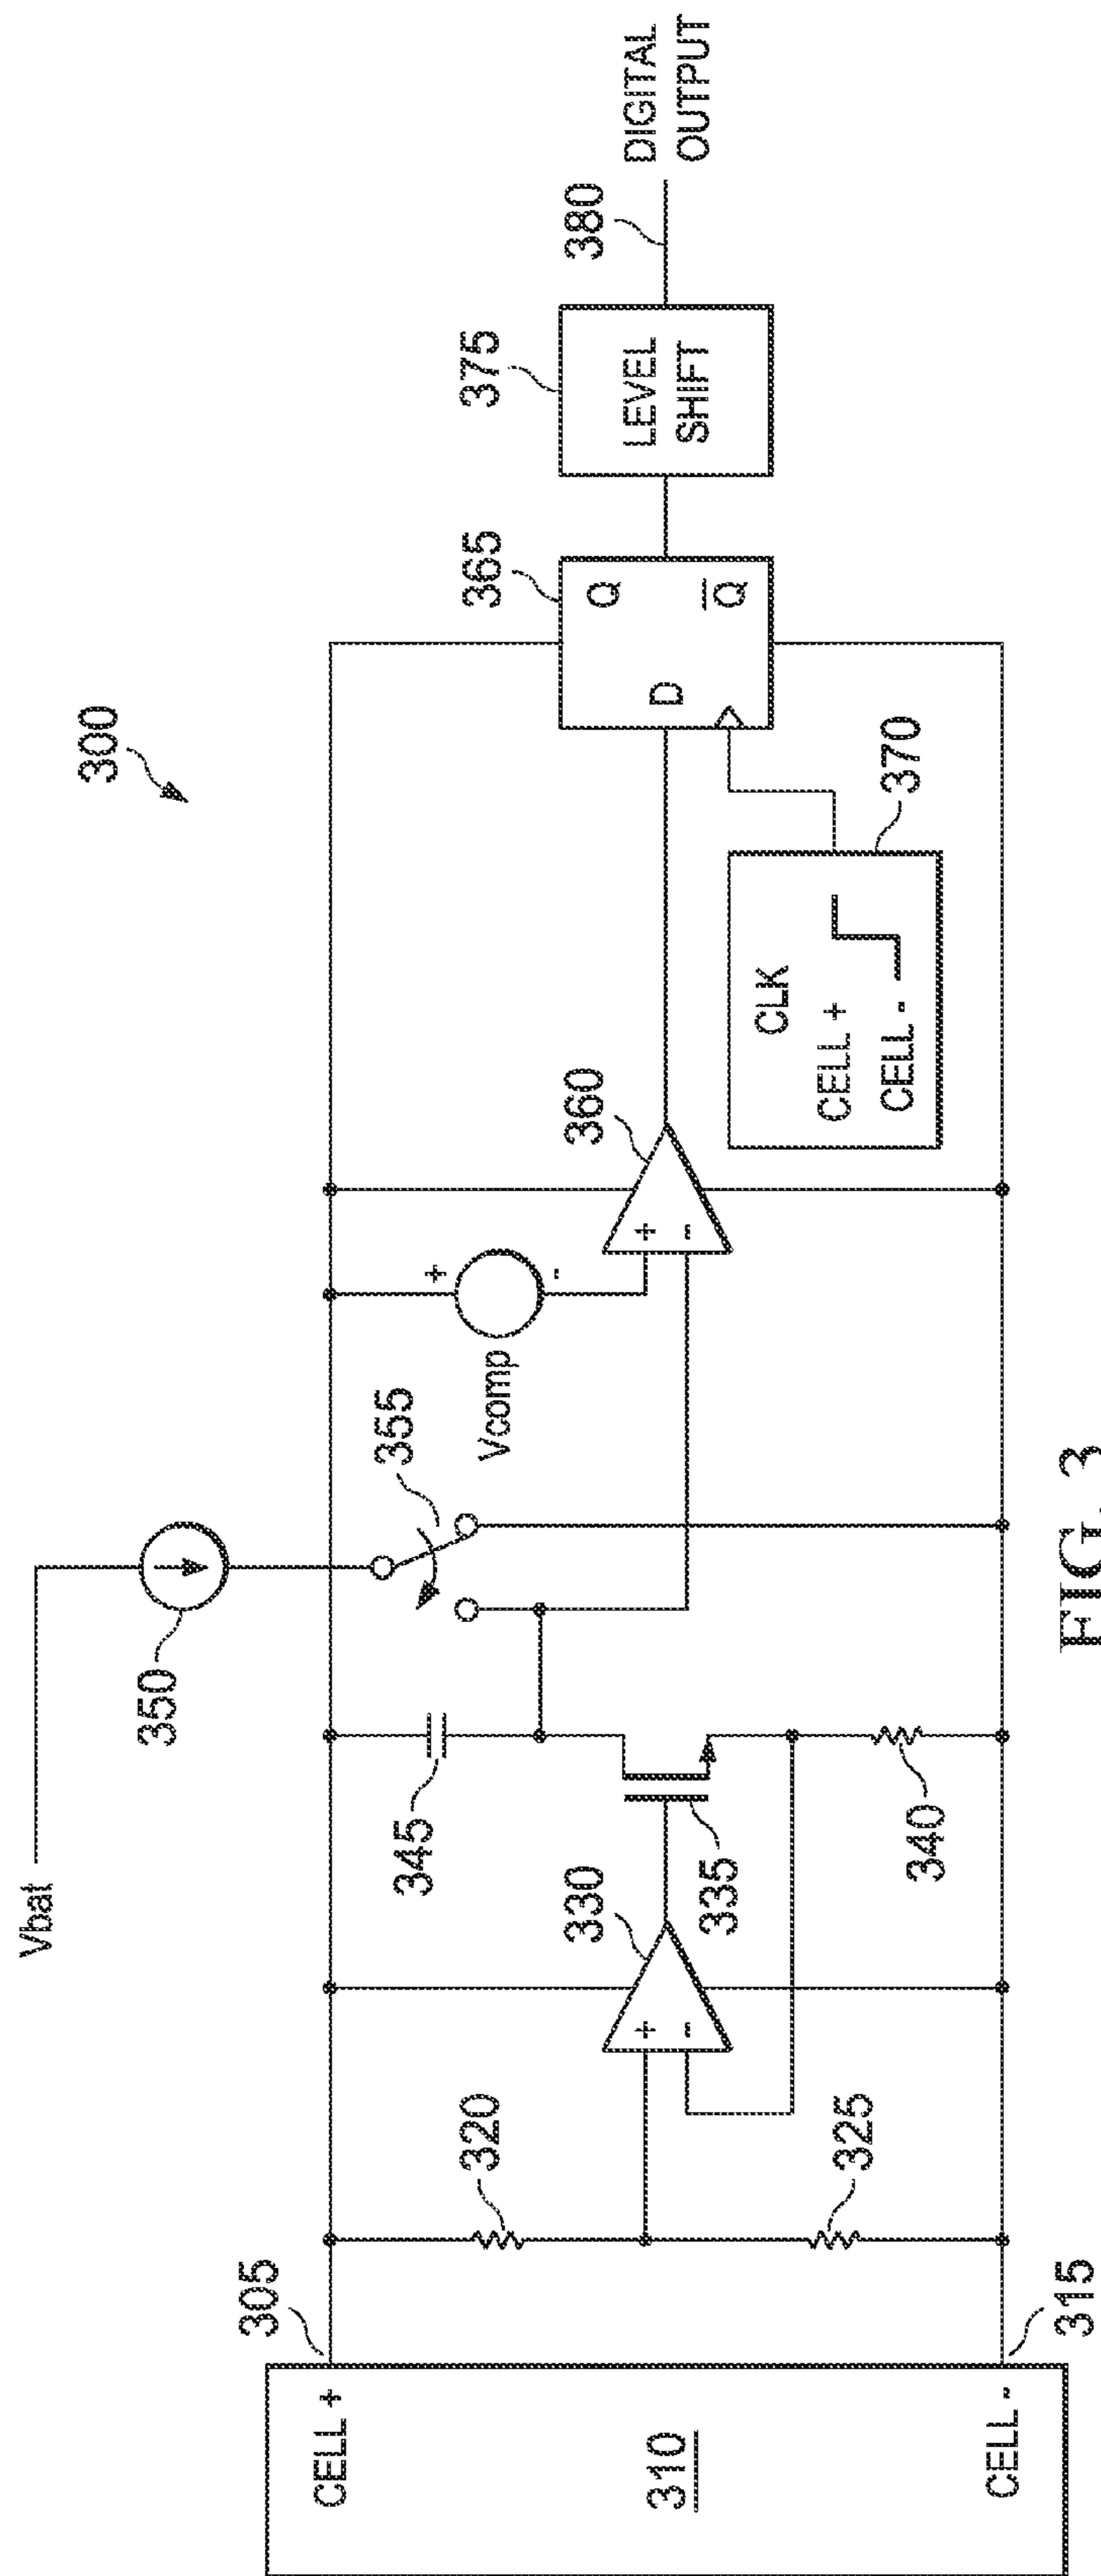 300
Vbat
350
355
305
CELL +
310
CELL -
315
320
325
330
335
340
345
+
-
Vcomp
+
-
360
+
-
CLK
CELL +
CELL -
370
365
D
Q
Q̅
375
LEVEL
SHIFT
380
DIGITAL
OUTPUT
FIG. 3